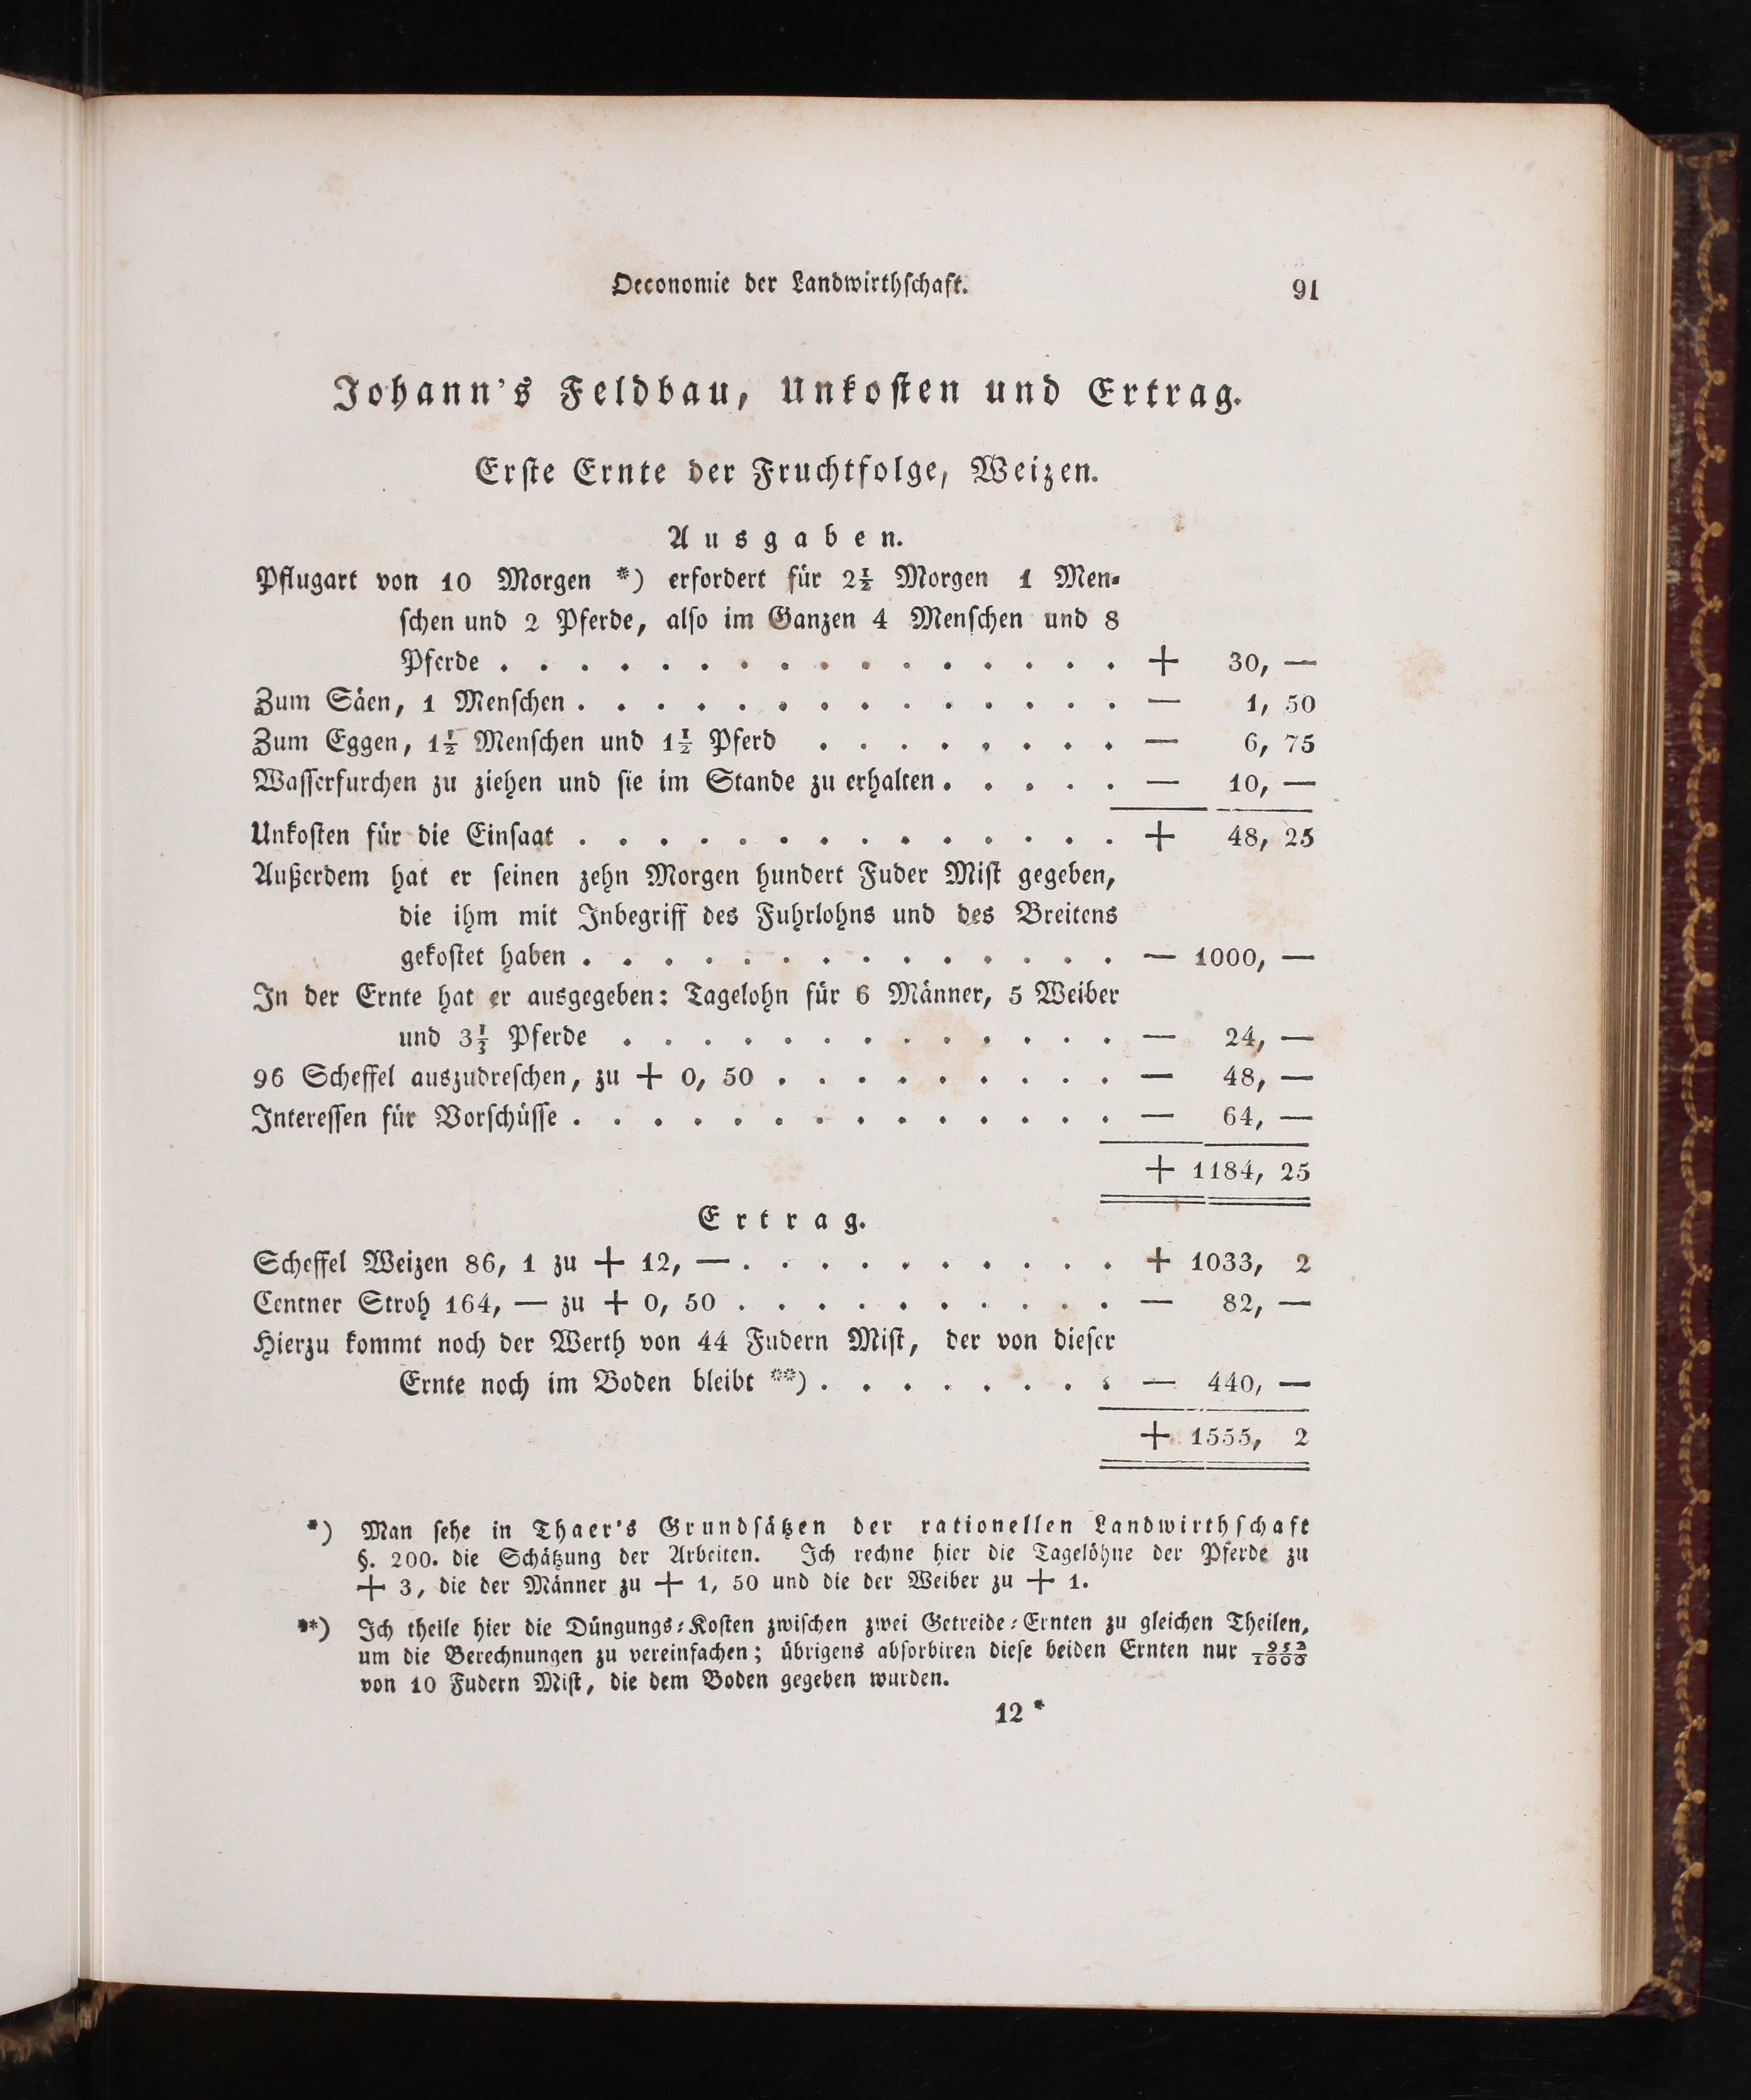 Oeconomie der Landwirthſchaft. 91
Johann's Feldbau, Unkoſten und Ertrag.
Erſte Ernte der Fruchtfolge, Weizen.
Ausgaben.
Pflugart von 10 Morgen *) erfordert für 2½ Morgen 1 Men-
ſchen und 2 Pferde, alſo im Ganzen 4 Menſchen und 8
Pferde . . . . . . . . . . . . . . . . + 30, —
Zum Säen, 1 Menſchen . . . . . . . . . . . . . . — 1, 50
Zum Eggen, 1½ Menſchen und 1½ Pferd . . . . . . . . — 6, 75
Waſſerfurchen zu ziehen und ſie im Stande zu erhalten . . . . . — 10, —
Unkoſten für die Einſaat . . . . . . . . . . . . . . + 48, 25
Außerdem hat er ſeinen zehn Morgen hundert Fuder Miſt gegeben,
die ihm mit Inbegriff des Fuhrlohns und des Breitens
gekoſtet haben . . . . . . . . . . . . . . — 1000, —
In der Ernte hat er ausgegeben: Tagelohn für 6 Männer, 5 Weiber
und 3⅓ Pferde . . . . . . . . . . . . . — 24, —
96 Scheffel auszudreſchen, zu + 0, 50 . . . . . . . . . — 48, —
Intereſſen für Vorſchüſſe . . . . . . . . . . . . . . — 64, —
+ 1184, 25
Ertrag.
Scheffel Weizen 86, 1 zu + 12, — . . . . . . . . . . + 1033, 2
Centner Stroh 164, — zu + 0, 50 . . . . . . . . . . — 82, —
Hierzu kommt noch der Werth von 44 Fudern Miſt, der von dieſer
Ernte noch im Boden bleibt **) . . . . . . . . — 440, —
+ 1555, 2
*) Man ſehe in Thaer's Grundſätzen der rationellen Landwirthſchaft
§. 200. die Schätzung der Arbeiten. Ich rechne hier die Tagelöhne der Pferde zu
+ 3, die der Männer zu + 1, 50 und die der Weiber zu + 1.
**) Ich theile hier die Düngungs-Koſten zwiſchen zwei Getreide-Ernten zu gleichen Theilen,
um die Berechnungen zu vereinfachen; übrigens abſorbiren dieſe beiden Ernten nur
von 10 Fudern Miſt, die dem Boden gegeben wurden.
12 *